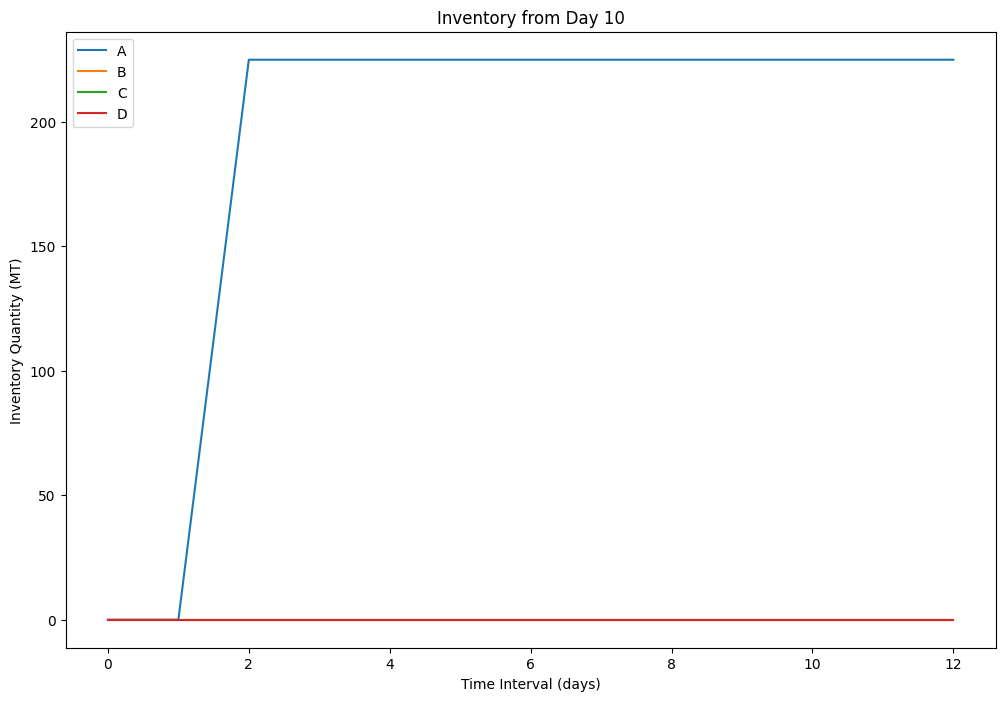 Inventory from Day 10
A
B
C
D
Inventory Quantity (MT)
200
150
100
50
0
0 2 4 6 8 10 12
Time Interval (days)